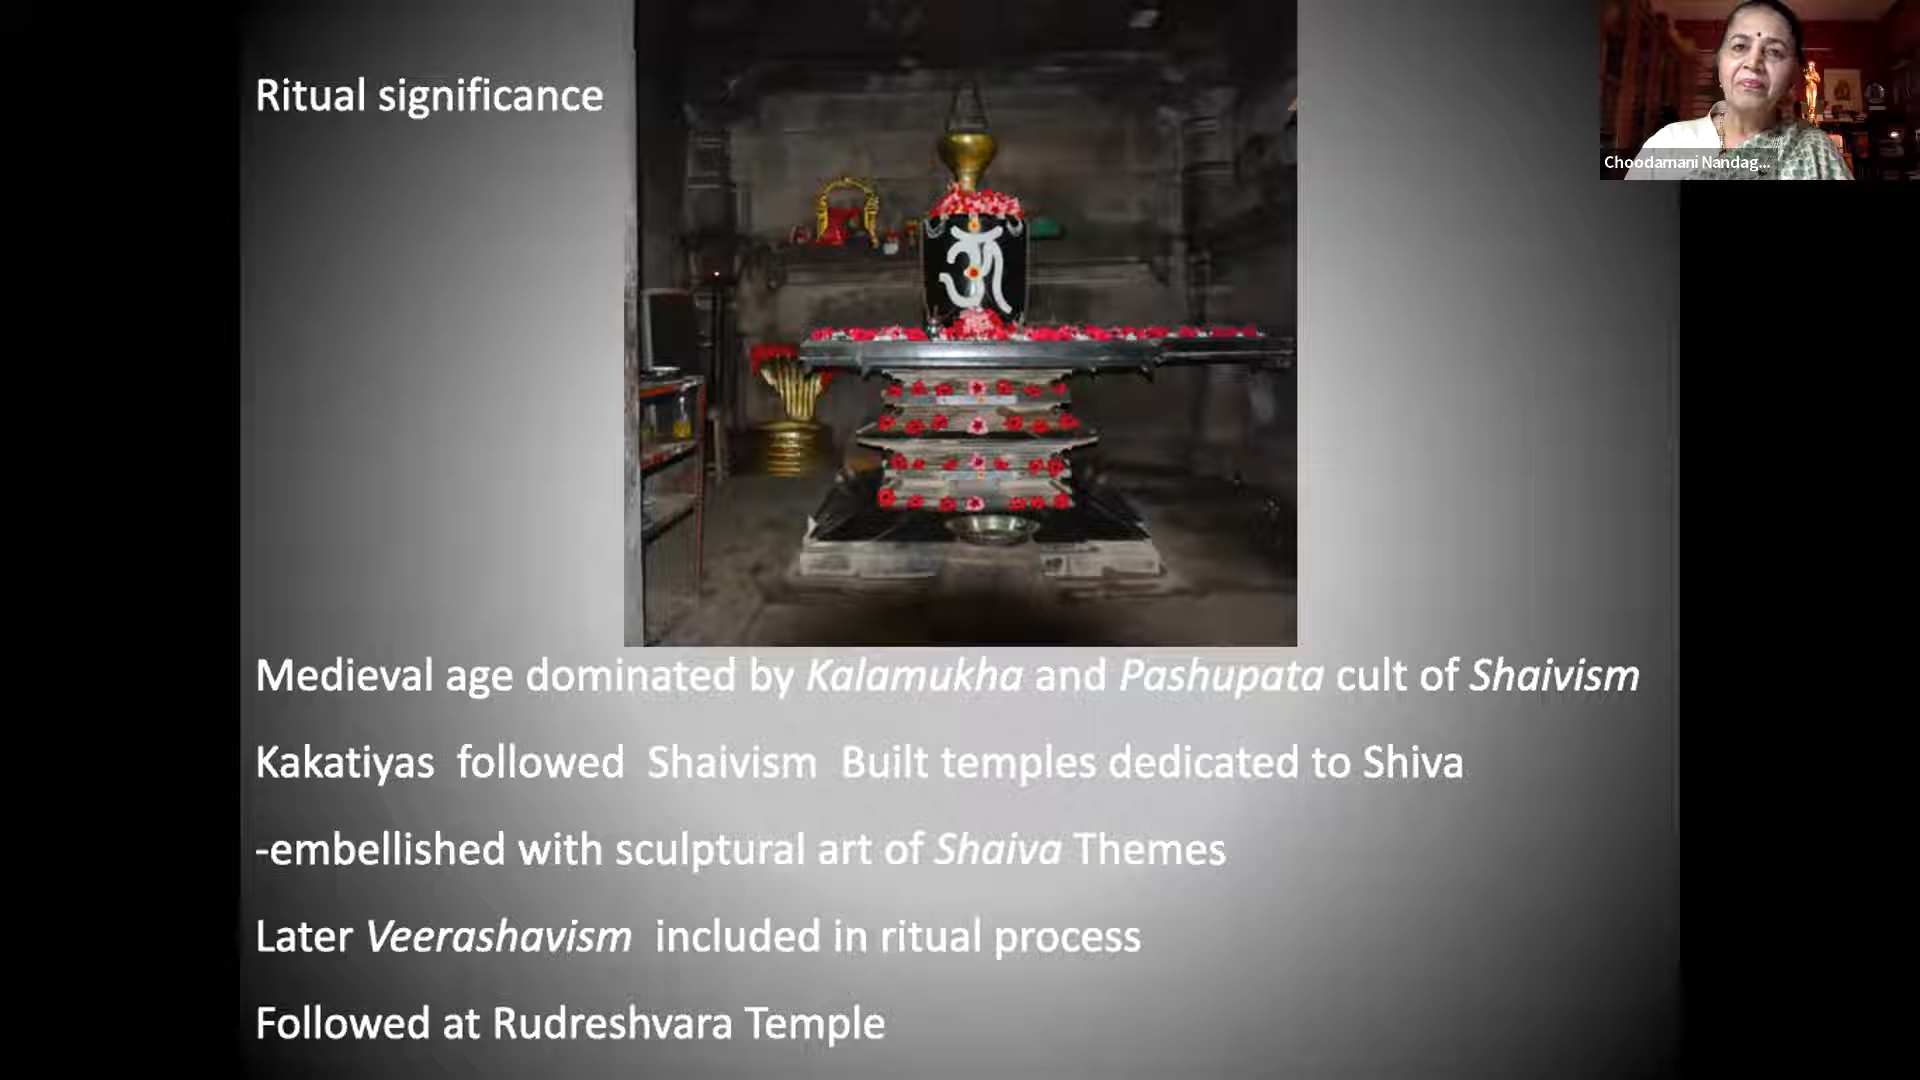 Ritual significance
Choodamani Nandag...
ॐ
Medieval age dominated by Kalamukha and Pashupata cult of Shaivism
Kakatiyas followed Shaivism Built temples dedicated to Shiva
-embellished with sculptural art of Shaiva Themes
Later Veerashavism included in ritual process
Followed at Rudreshvara Temple